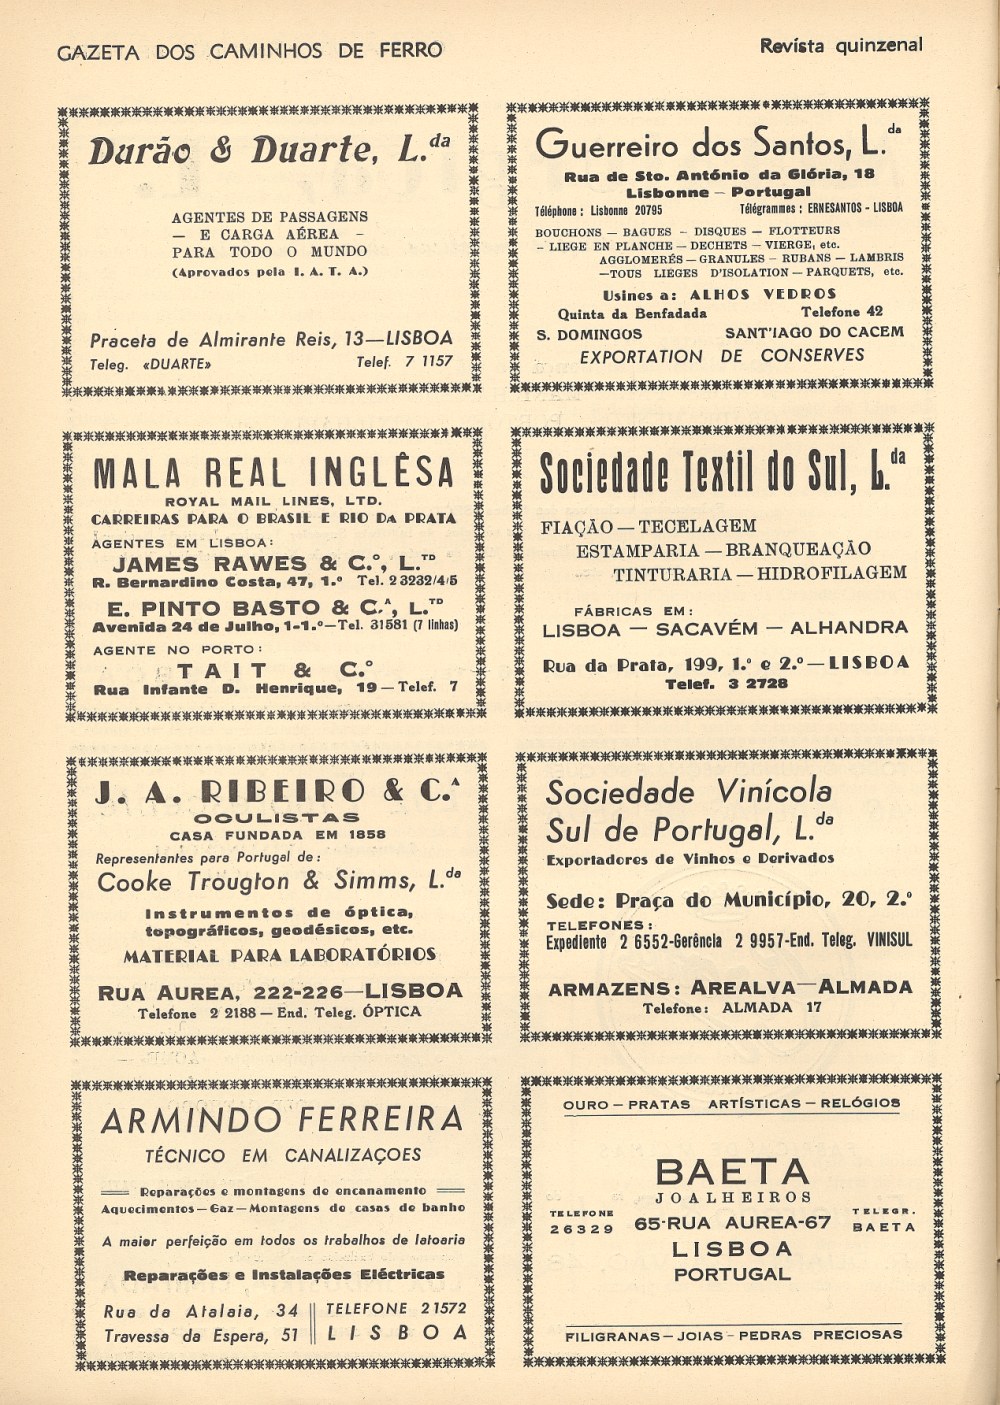 GAZETA DOS CAMINHOS DE FERRO
Revista quinzenal
Durão & Duarte, L.da
AGENTES DE PASSAGENS
— E CARGA AÉREA –
PARA TODO O MUNDO
(Aprovados pela I. A. T. A.)
Praceta de Almirante Reis, 13—LISBOA
Teleg. «DUARTE» Telef. 7 1157
Guerreiro dos Santos, L.da
Rua de Sto. António da Glória, 18
Lisbonne – Portugal
Téléphone : Lisbonne 20795 Télégrammes : ERNESANTOS - LISBOA
BOUCHONS — BAGUES - DISQUES — FLOTTEURS
- LIEGE EN PLANCHE — DECHETS — VIERGE, etc.
AGGLOMERÉS — GRANULES - RUBANS — LAMBRIS
—TOUS LIÈGES D'ISOLATION — PARQUETS, etc.
Usines a: ALHOS VEDROS
Quinta da Benfadada Telefone 42
S. DOMINGOS SANT'IAGO DO CACEM
EXPORTATION DE CONSERVES
MALA REAL INGLÊSA
ROYAL MAIL LINES, LTD.
CARREIRAS PARA O BRASIL E RIO DA PRATA
AGENTES EM LISBOA:
JAMES RAWES & C.º, L.TD
R. Bernardino Costa, 47, 1.º Tel. 2 3232/4/5
E. PINTO BASTO & C.A, L.TD
Avenida 24 de Julho, 1-1.º—Tel. 31581 (7 linhas)
AGENTE NO PORTO:
TAIT & C.º
Rua Infante D. Henrique, 19 — Telef. 7
Sociedade Textil do Sul, L.da
FIAÇÃO — TECELAGEM
ESTAMPARIA — BRANQUEAÇÃO
TINTURARIA — HIDROFILAGEM
FÁBRICAS EM:
LISBOA — SACAVÉM — ALHANDRA
Rua da Prata, 199, 1.º e 2.º — LISBOA
Telef. 3 2728
J. A. RIBEIRO & C.A
OCULISTAS
CASA FUNDADA EM 1858
Representantes para Portugal de:
Cooke Trougton & Simms, L.da
Instrumentos de óptica,
topográficos, geodésicos, etc.
MATERIAL PARA LABORATÓRIOS
RUA AUREA, 222-226—LISBOA
Telefone 2 2188 — End. Teleg. ÓPTICA
Sociedade Vinícola
Sul de Portugal, L.da
Exportadores de Vinhos e Derivados
Sede: Praça do Município, 20, 2.º
TELEFONES:
Expediente 2 6552-Gerência 2 9957-End. Teleg. VINISUL
ARMAZENS: AREALVA—ALMADA
Telefone: ALMADA 17
ARMINDO FERREIRA
TÉCNICO EM CANALIZAÇOES
Reparações e montagens de encanamento
Aquecimentos—Gaz—Montagens de casas de banho
A maior perfeição em todos os trabalhos de latoaria
Reparações e Instalações Eléctricas
Rua da Atalaia, 34 TELEFONE 21572
Travessa da Espera, 51 LISBOA
OURO — PRATAS ARTÍSTICAS — RELÓGIOS
BAETA
JOALHEIROS
TELEFONE 26329 65-RUA AUREA-67 TELEGR. BAETA
LISBOA
PORTUGAL
FILIGRANAS — JOIAS - PEDRAS PRECIOSAS